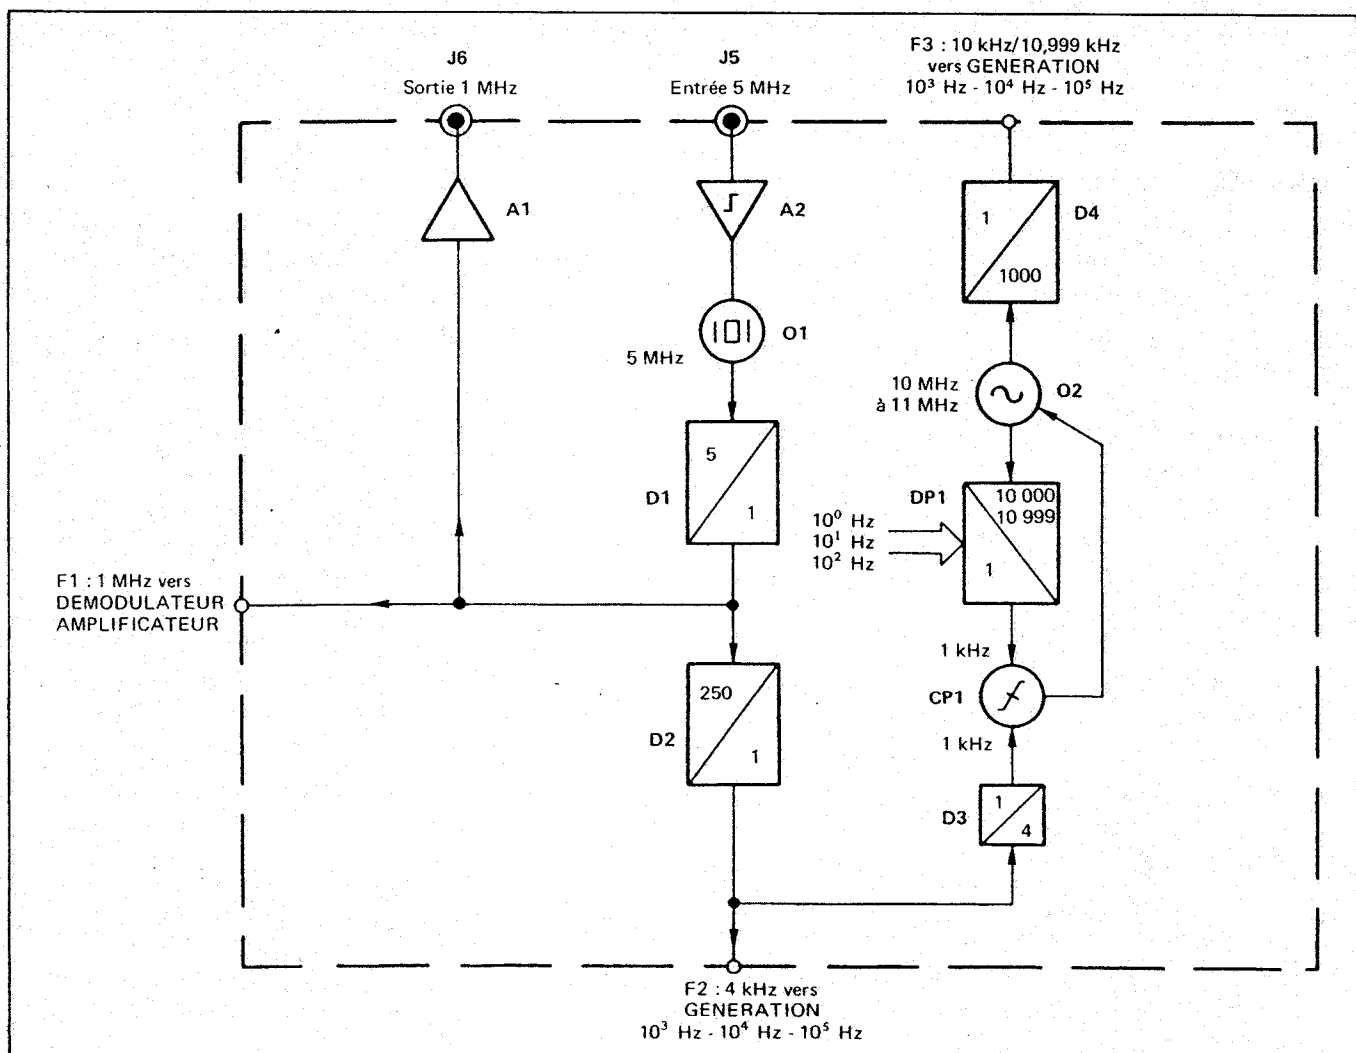 J6
Sortie 1 MHz
J5
Entrée 5 MHz
F3 : 10 kHz/10,999 kHz
vers GENERATION
10³ Hz - 10⁴ Hz - 10⁵ Hz
A1
A2
1
1000
D4
5 MHz
O1
10 MHz
à 11 MHz
O2
5
1
D1
DP1
10 000
10 999
1
10⁰ Hz
10¹ Hz
10² Hz
F1 : 1 MHz vers
DEMODULATEUR
AMPLIFICATEUR
1 kHz
CP1
1 kHz
250
1
D2
D3
1
4
F2 : 4 kHz vers
GENERATION
10³ Hz - 10⁴ Hz - 10⁵ Hz